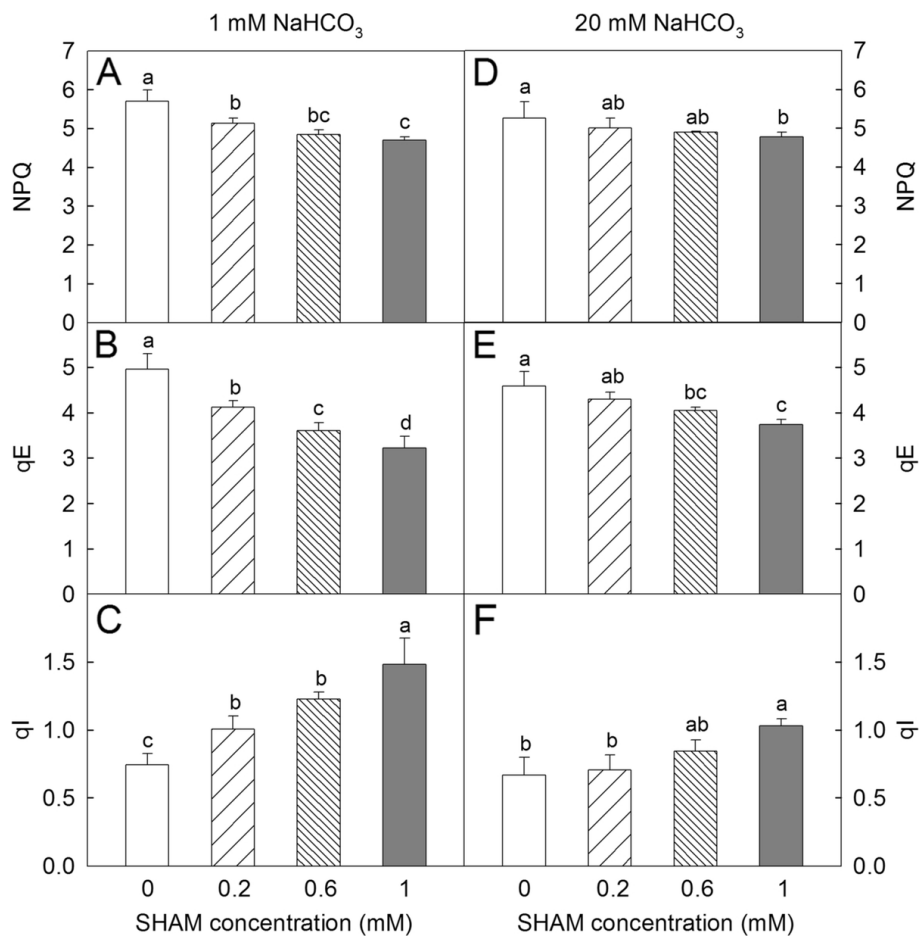 1 mM NaHCO3
20 mM NaHCO3
A
a
b
bc
c
7
6
5
4
3
2
1
0
NPQ
D
a
ab
ab
b
7
6
5
4
3
2
1
0
NPQ
B
a
b
c
d
5
4
3
2
1
0
qE
E
a
ab
bc
c
5
4
3
2
1
0
qE
C
c
b
b
a
1.5
1.0
0.5
0.0
qI
F
b
b
ab
a
1.5
1.0
0.5
0.0
qI
0 0.2 0.6 1
0 0.2 0.6 1
SHAM concentration (mM)
SHAM concentration (mM)